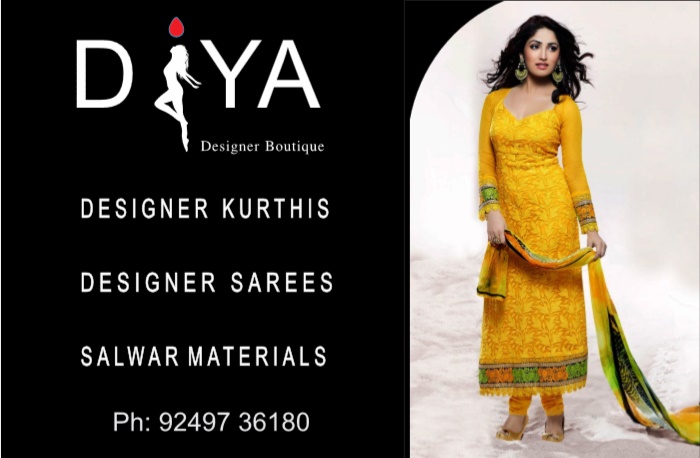 DIYA
Designer Boutique
DESIGNER KURTHIS
DESIGNER SAREES
SALWAR MATERIALS
Ph: 92497 36180